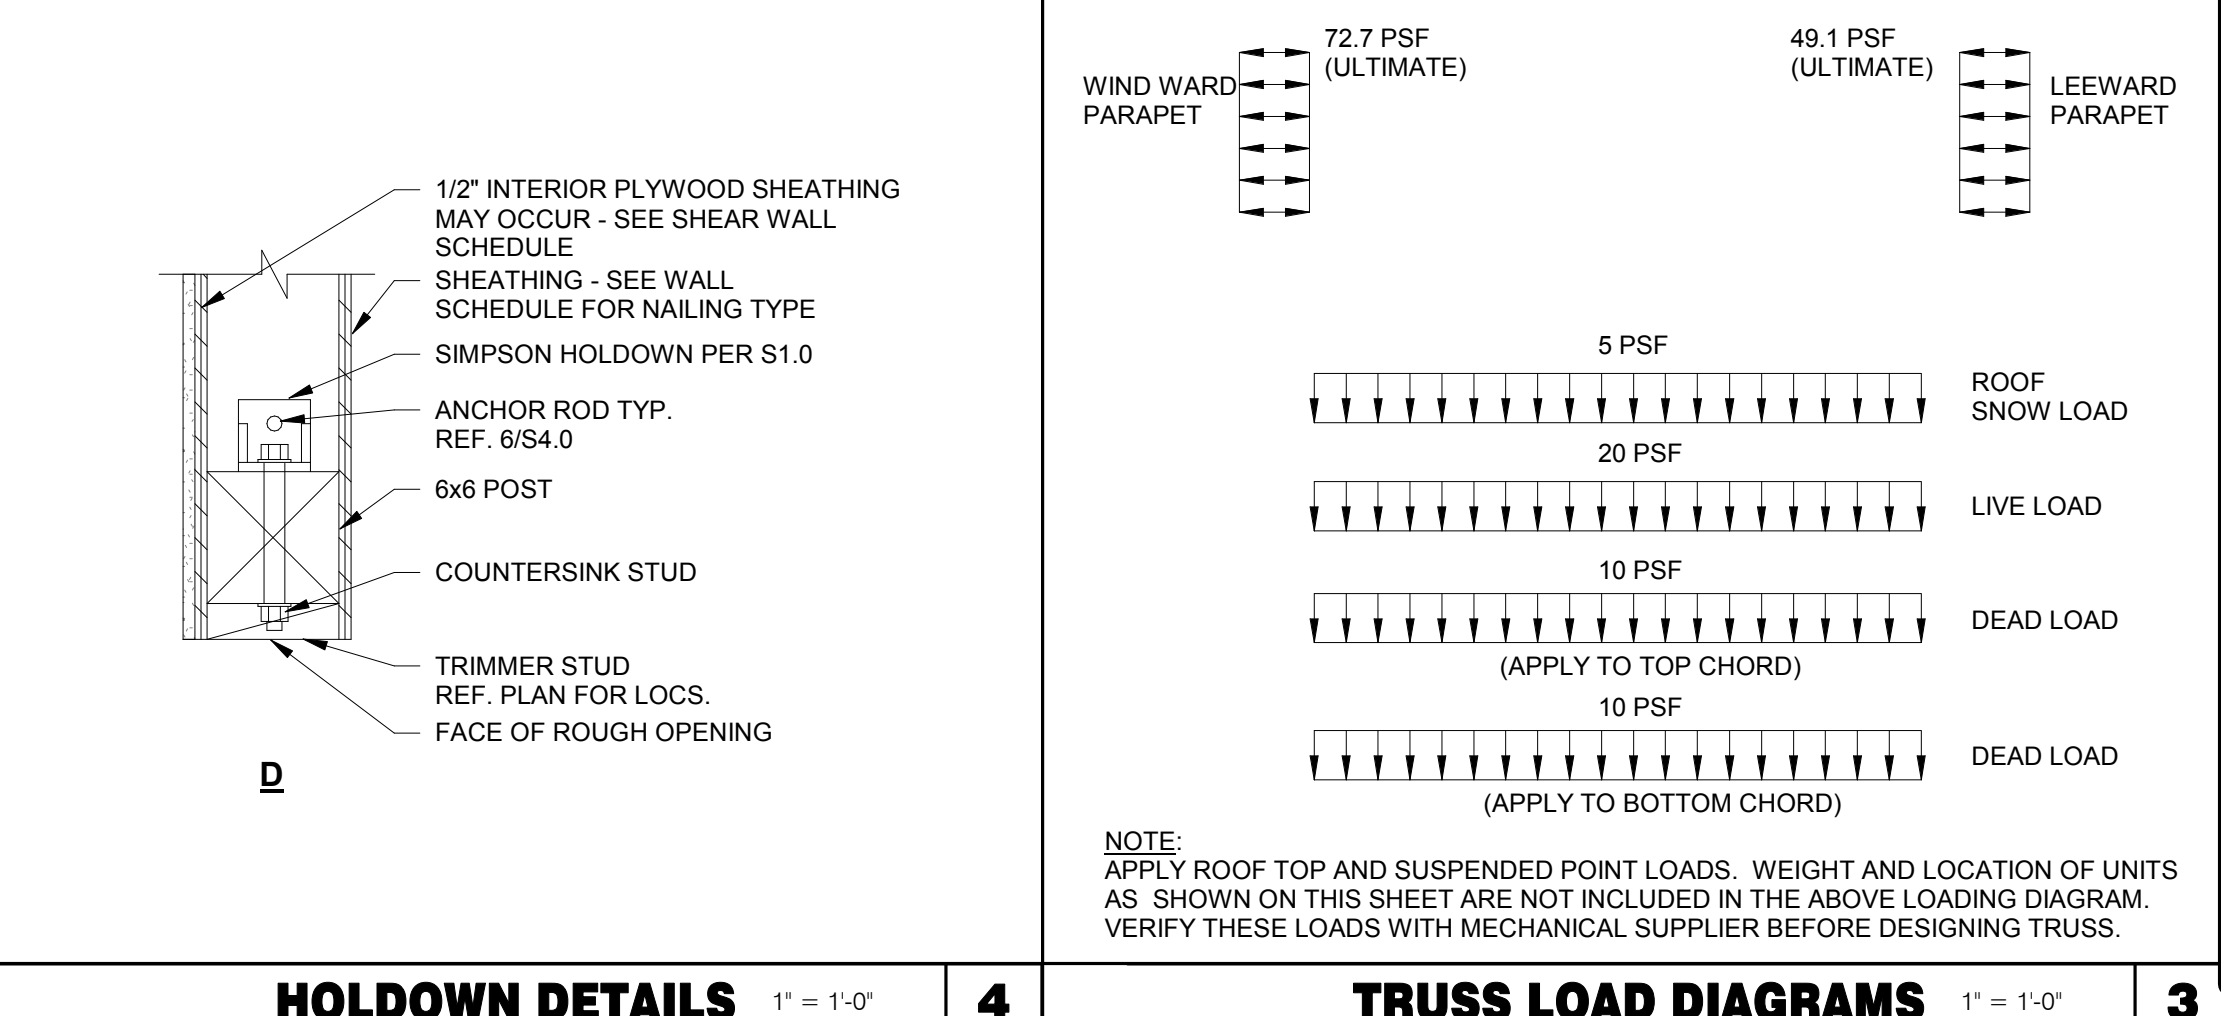 1/2" INTERIOR PLYWOOD SHEATHING
MAY OCCUR - SEE SHEAR WALL
SCHEDULE
SHEATHING - SEE WALL
SCHEDULE FOR NAILING TYPE
SIMPSON HOLDOWN PER S1.0
ANCHOR ROD TYP.
REF. 6/S4.0
6x6 POST
COUNTERSINK STUD
TRIMMER STUD
REF. PLAN FOR LOCS.
FACE OF ROUGH OPENING
D
HOLDOWN DETAILS 1" = 1'-0" 4
72.7 PSF
(ULTIMATE)
WIND WARD
PARAPET
49.1 PSF
(ULTIMATE)
LEEWARD
PARAPET
5 PSF
ROOF
SNOW LOAD
20 PSF
LIVE LOAD
10 PSF
DEAD LOAD
(APPLY TO TOP CHORD)
10 PSF
DEAD LOAD
(APPLY TO BOTTOM CHORD)
NOTE:
APPLY ROOF TOP AND SUSPENDED POINT LOADS.  WEIGHT AND LOCATION OF UNITS
AS  SHOWN ON THIS SHEET ARE NOT INCLUDED IN THE ABOVE LOADING DIAGRAM.
VERIFY THESE LOADS WITH MECHANICAL SUPPLIER BEFORE DESIGNING TRUSS.
TRUSS LOAD DIAGRAMS 1" = 1'-0" 3